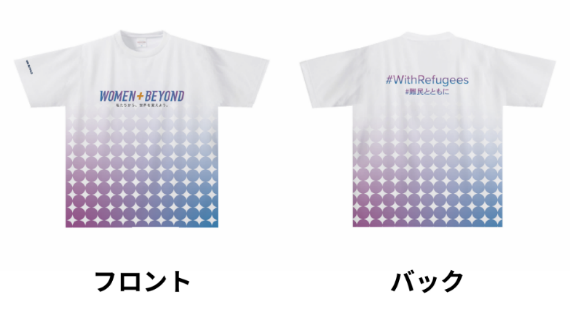 WOMEN+BEYOND
私たちから、世界を変えよう。
#WithRefugees
#難民とともに
フロント
バック